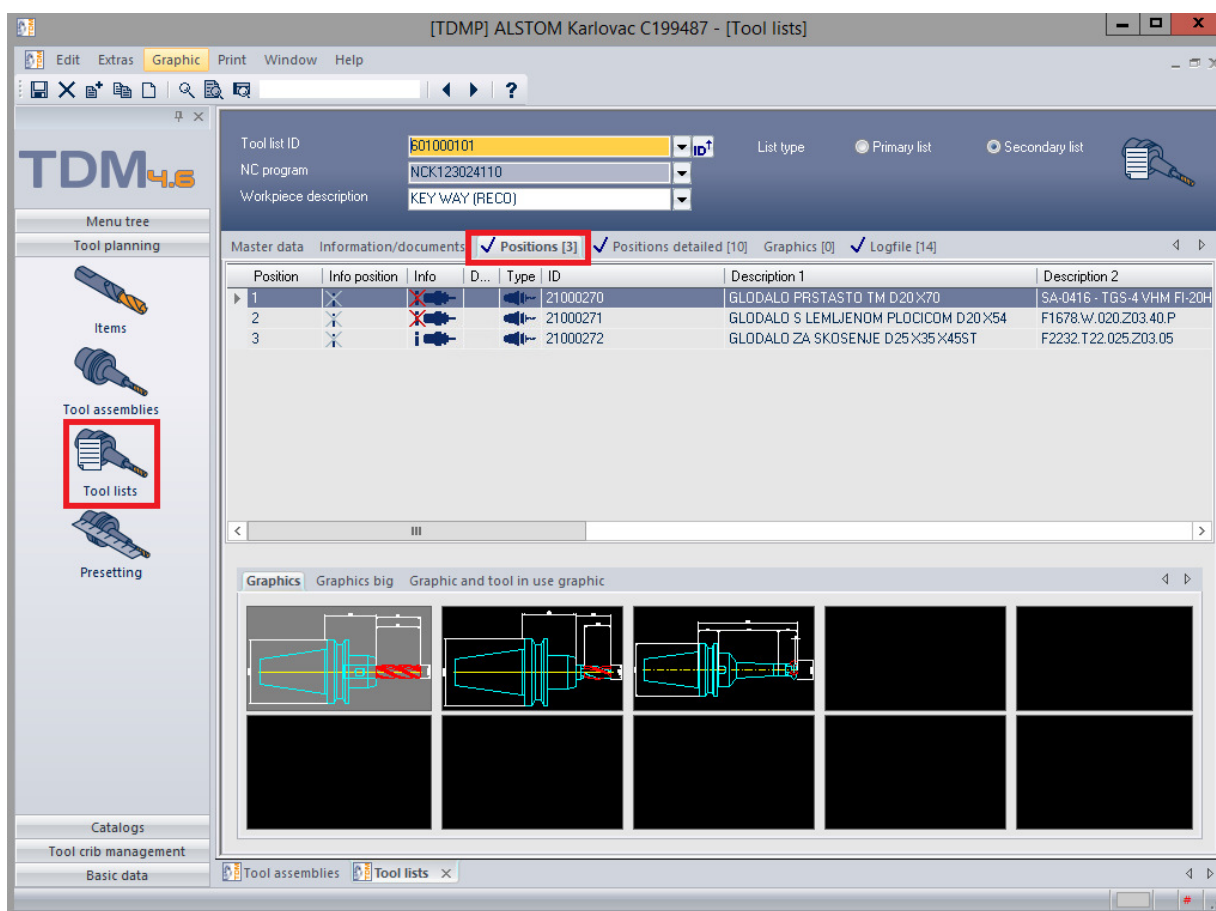 [TDMP] ALSTOM Karlovac C199487 - [Tool lists]
Edit Extras Graphic Print Window Help
TDM4.6
Menu tree
Tool planning
Items
Tool assemblies
Tool lists
Presetting
Catalogs
Tool crib management
Basic data
Tool list ID 601000101 ID List type Primary list Secondary list
NC program NCK123024110
Workpiece description KEY WAY (RECO)
Master data Information/documents Positions [3] Positions detailed [10] Graphics [0] Logfile [14]
Position Info position Info D... Type ID Description 1 Description 2
1 21000270 GLODALO PRSTASTO TM D20X70 SA-0416 - TGS-4 VHM FI-20H
2 21000271 GLODALO S LEMLJENOM PLOCICOM D20X54 F1678.W.020.Z03.40.P
3 21000272 GLODALO ZA SKOSENJE D25X35X45ST F2232.T22.025.Z03.05
Graphics Graphics big Graphic and tool in use graphic
Tool assemblies Tool lists
#